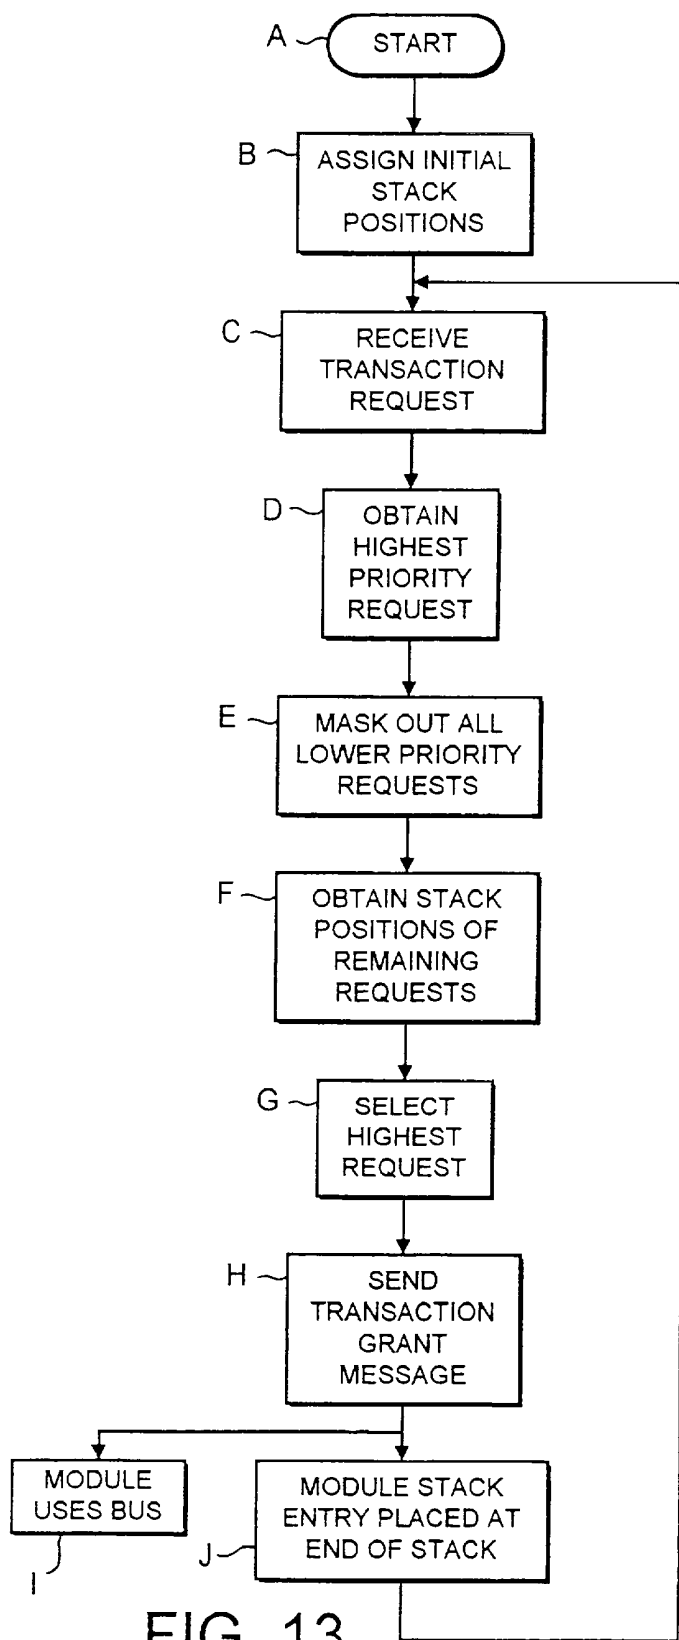 A
START
B
ASSIGN INITIAL
STACK
POSITIONS
C
RECEIVE
TRANSACTION
REQUEST
D
OBTAIN
HIGHEST
PRIORITY
REQUEST
E
MASK OUT ALL
LOWER PRIORITY
REQUESTS
F
OBTAIN STACK
POSITIONS OF
REMAINING
REQUESTS
G
SELECT
HIGHEST
REQUEST
H
SEND
TRANSACTION
GRANT
MESSAGE
MODULE
USES BUS
I
MODULE STACK
ENTRY PLACED AT
END OF STACK
J
FIG. 13